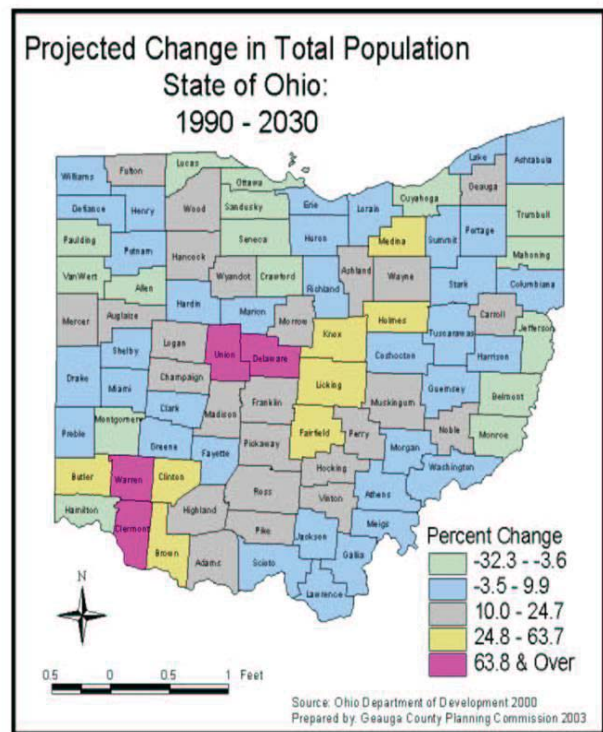 Projected Change in Total Population
State of Ohio:
1990 - 2030
Williams
Fulton
Lucas
Ottawa
Lake
Ashtabula
Geauga
Cuyahoga
Defiance
Henry
Wood
Sandusky
Erie
Lorain
Medina
Summit
Portage
Trumbull
Mahoning
Paulding
Putnam
Hancock
Seneca
Huron
VanWert
Allen
Wyandot
Crawford
Richland
Ashland
Wayne
Stark
Columbiana
Mercer
Auglaize
Hardin
Marion
Morrow
Knox
Holmes
Carroll
Jefferson
Tuscarawas
Logan
Union
Delaware
Coshocton
Harrison
Shelby
Champaign
Licking
Guernsey
Belmont
Drake
Miami
Clark
Madison
Franklin
Muskingum
Noble
Monroe
Preble
Montgomery
Greene
Fayette
Pickaway
Fairfield
Perry
Morgan
Washington
Butler
Warren
Clinton
Hocking
Athens
Hamilton
Clermont
Highland
Ross
Vinton
Meigs
Brown
Adams
Pike
Jackson
Gallia
Scioto
Lawrence
Percent Change
-32.3 - -3.6
-3.5 - 9.9
10.0 - 24.7
24.8 - 63.7
63.8 & Over
N
0.5 0 0.5 1 Feet
Source: Ohio Department of Development 2000
Prepared by: Geauga County Planning Commission 2003